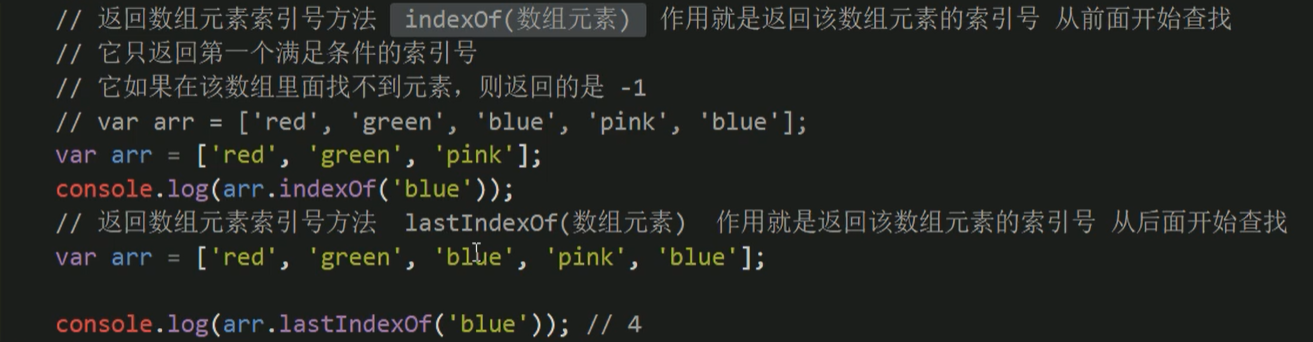 // 返回数组元素索引号方法 indexOf(数组元素) 作用就是返回该数组元素的索引号 从前面开始查找
// 它只返回第一个满足条件的索引号
// 它如果在该数组里面找不到元素，则返回的是 -1
// var arr = ['red', 'green', 'blue', 'pink', 'blue'];
var arr = ['red', 'green', 'pink'];
console.log(arr.indexOf('blue'));
// 返回数组元素索引号方法 lastIndexOf(数组元素) 作用就是返回该数组元素的索引号 从后面开始查找
var arr = ['red', 'green', 'blue', 'pink', 'blue'];
console.log(arr.lastIndexOf('blue')); // 4